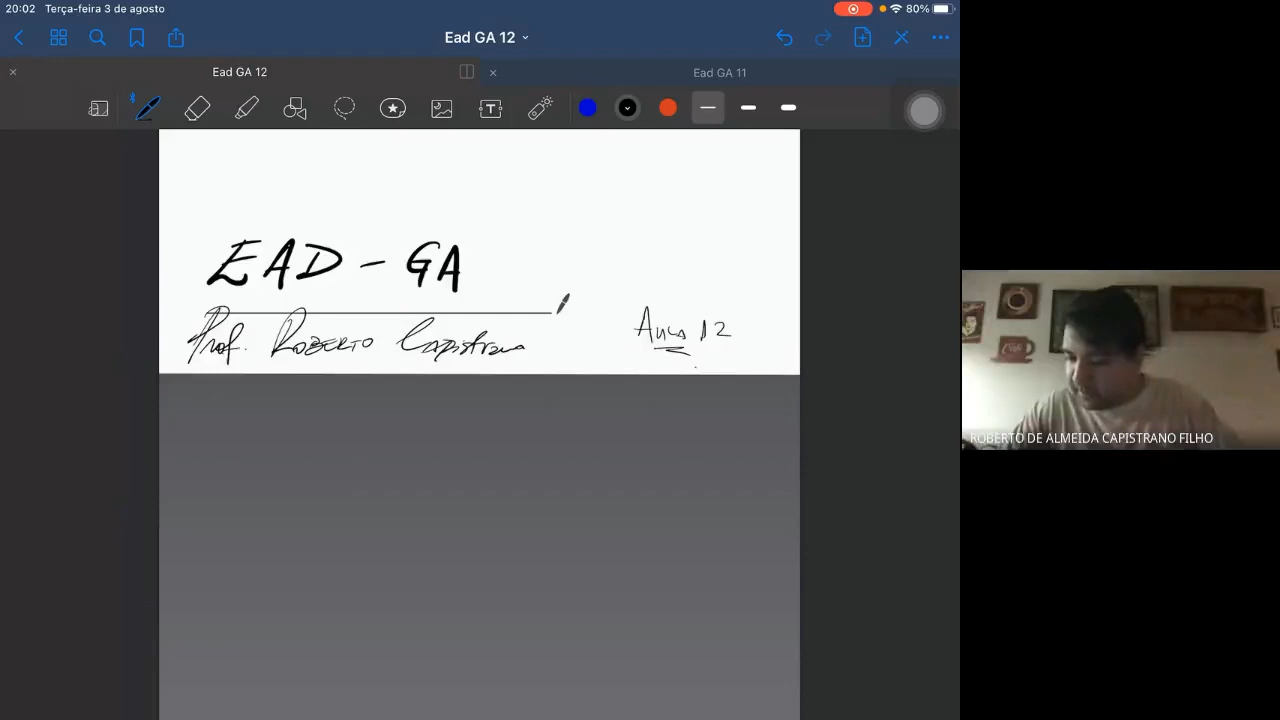 20:02 Terça-feira 3 de agosto
80%
Ead GA 12
Ead GA 12
Ead GA 11
T
EAD - GA
Prof. ROBERTO Capistrano
AULA 12
ROBERTO DE ALMEIDA CAPISTRANO FILHO